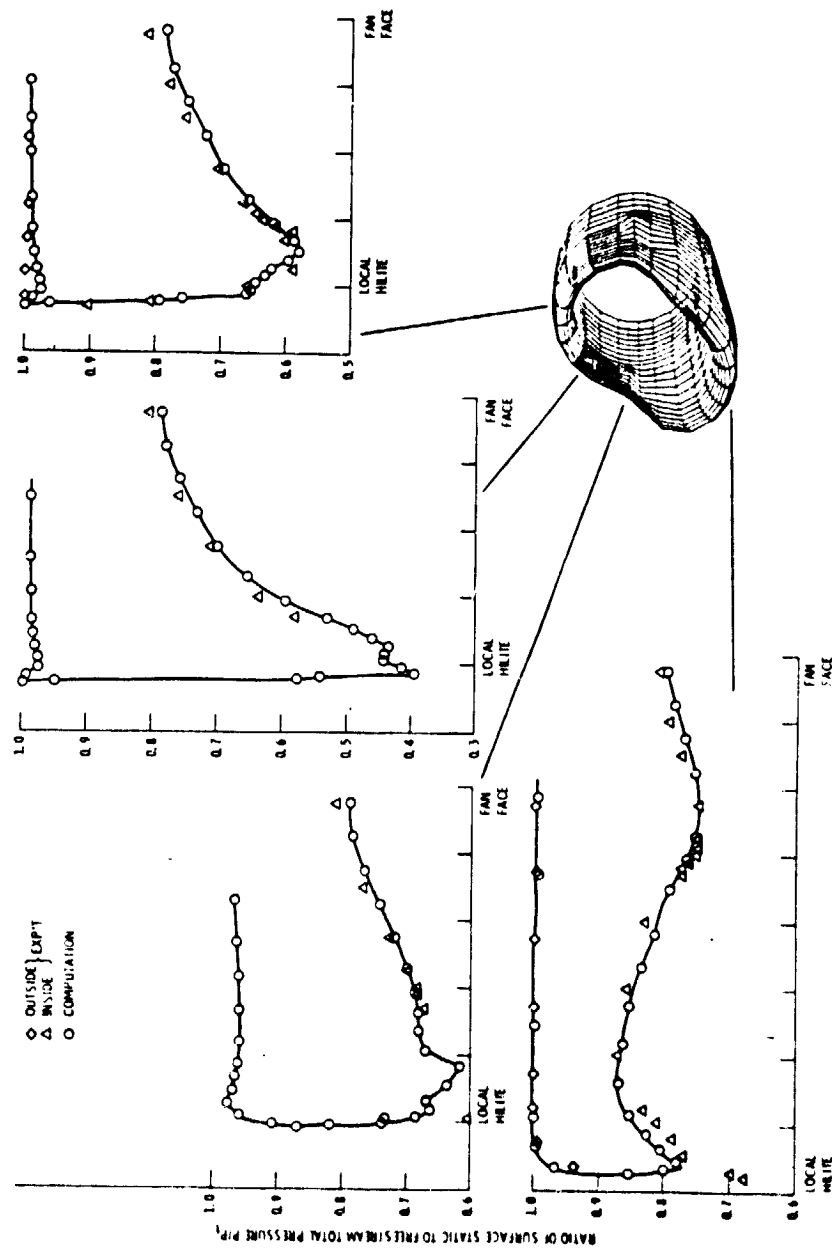 ◇ OUTSIDE } EXP'T
△ INSIDE
○ COMPUTATION
RATIO OF SURFACE STATIC TO FREESTREAM TOTAL PRESSURE P/Pt
1.0
0.9
0.8
0.7
0.6
LOCAL
HILITE
FAN
FACE
1.0
0.9
0.8
0.7
0.6
0.5
0.4
0.3
LOCAL
HILITE
FAN
FACE
1.0
0.9
0.8
0.7
0.6
0.5
LOCAL
HILITE
FAN
FACE
1.0
0.9
0.8
0.7
0.6
LOCAL
HILITE
FAN
FACE